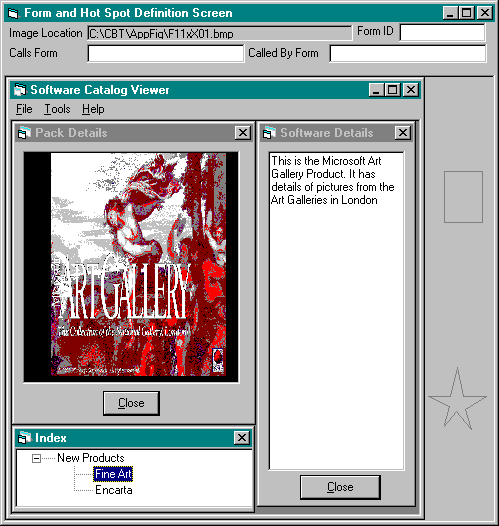 Form and Hot Spot Definition Screen
Image Location C:\CBT\AppFiq\F11xX01.bmp Form ID
Calls Form Called By Form
Software Catalog Viewer
File Tools Help
Pack Details
ART GALLERY
The Collection of the National Gallery, London
Close
Software Details
This is the Microsoft Art
Gallery Product. It has
details of pictures from the
Art Galleries in London
Close
Index
New Products
Fine Art
Encarta